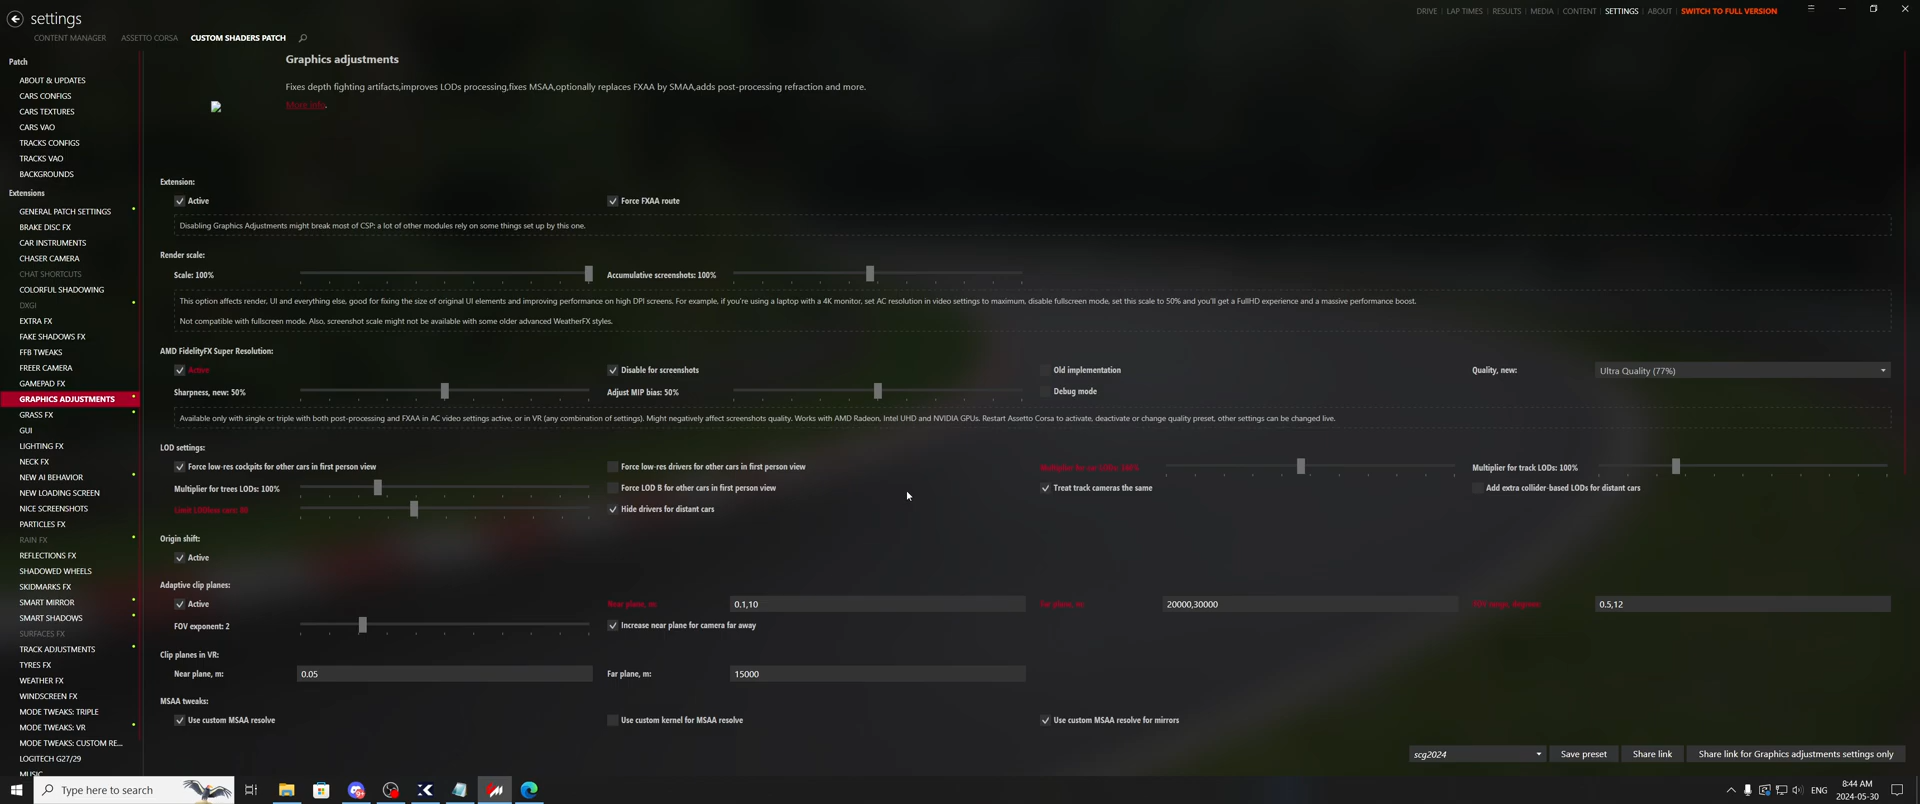 settings
DRIVE | LAP TIMES | RESULTS | MEDIA | CONTENT | SETTINGS | ABOUT | SWITCH TO FULL VERSION
CONTENT MANAGER ASSETTO CORSA CUSTOM SHADERS PATCH
Patch
ABOUT & UPDATES
CARS CONFIGS
CARS TEXTURES
CARS VAO
TRACKS CONFIGS
TRACKS VAO
BACKGROUNDS
Extensions
GENERAL PATCH SETTINGS
BRAKE DISC FX
CAR INSTRUMENTS
CHASER CAMERA
CHAT SHORTCUTS
COLORFUL SHADOWING
DXGI
EXTRA FX
FAKE SHADOWS FX
FFB TWEAKS
FREER CAMERA
GAMEPAD FX
GRAPHICS ADJUSTMENTS
GRASS FX
GUI
LIGHTING FX
NECK FX
NEW AI BEHAVIOR
NEW LOADING SCREEN
NICE SCREENSHOTS
PARTICLES FX
RAIN FX
REFLECTIONS FX
SHADOWED WHEELS
SKIDMARKS FX
SMART MIRROR
SMART SHADOWS
SURFACES FX
TRACK ADJUSTMENTS
TYRES FX
WEATHER FX
WINDSCREEN FX
MODE TWEAKS: TRIPLE
MODE TWEAKS: VR
MODE TWEAKS: CUSTOM RE...
LOGITECH G27/29
MUSIC
Graphics adjustments
Fixes depth fighting artifacts,improves LODs processing,fixes MSAA,optionally replaces FXAA by SMAA,adds post-processing refraction and more.
More info.
Extension:
Active Force FXAA route
Disabling Graphics Adjustments might break most of CSP: a lot of other modules rely on some things set up by this one.
Render scale:
Scale: 100% Accumulative screenshots: 100%
This option affects render, UI and everything else, good for fixing the size of original UI elements and improving performance on high DPI screens. For example, if you're using a laptop with a 4K monitor, set AC resolution in video settings to maximum, disable fullscreen mode, set this scale to 50% and you'll get a FullHD experience and a massive performance boost.
Not compatible with fullscreen mode. Also, screenshot scale might not be available with some older advanced WeatherFX styles.
AMD FidelityFX Super Resolution:
Active Disable for screenshots Old implementation Quality, new: Ultra Quality (77%)
Sharpness, new: 50% Adjust MIP bias: 50% Debug mode
Available only with single or triple with both post-processing and FXAA in AC video settings active, or in VR (any combination of settings). Might negatively affect screenshots quality. Works with AMD Radeon, Intel UHD and NVIDIA GPUs. Restart Assetto Corsa to activate, deactivate or change quality preset, other settings can be changed live.
LOD settings:
Force low-res cockpits for other cars in first person view Force low-res drivers for other cars in first person view Multiplier for car LODs: 100% Multiplier for track LODs: 100%
Multiplier for trees LODs: 100% Force LOD B for other cars in first person view Treat track cameras the same Add extra collider-based LODs for distant cars
Hide drivers for distant cars
Origin shift:
Active
Adaptive clip planes:
Active Near plane, m: 0.1,10 Far plane, m: 20000,30000 FOV range, degrees: 0.5,12
FOV exponent: 2 Increase near plane for camera far away
Clip planes in VR:
Near plane, m: 0.05 Far plane, m: 15000
MSAA tweaks:
Use custom MSAA resolve Use custom kernel for MSAA resolve Use custom MSAA resolve for mirrors
scg2024 Save preset Share link Share link for Graphics adjustments settings only
Type here to search
9+
ENG
8:44 AM
2024-05-30